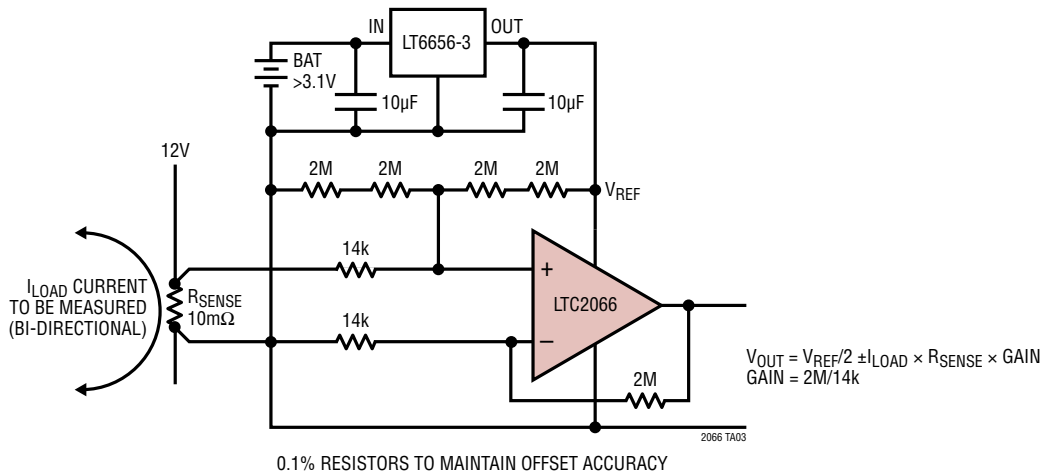 IN
LT6656-3
OUT
BAT
>3.1V
10µF
10µF
12V
2M
2M
2M
2M
VREF
14k
ILOAD CURRENT
TO BE MEASURED
(BI-DIRECTIONAL)
RSENSE
10mΩ
+
LTC2066
14k
–
2M
VOUT = VREF/2 ±ILOAD × RSENSE × GAIN
GAIN = 2M/14k
2066 TA03
0.1% RESISTORS TO MAINTAIN OFFSET ACCURACY